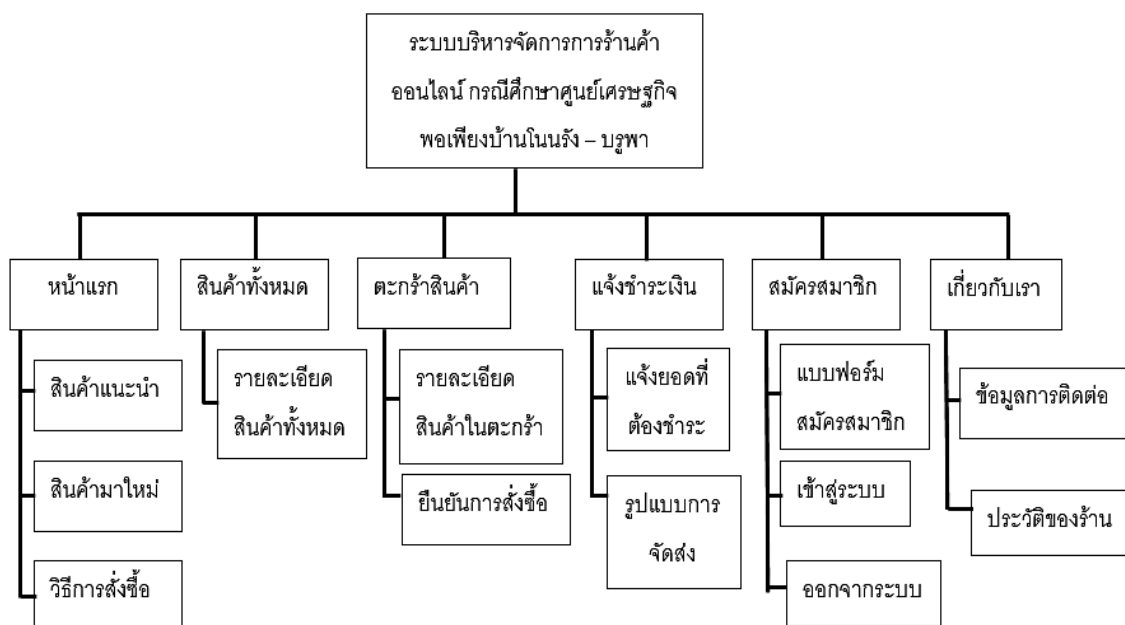 ระบบบริหารจัดการการร้านค้า
ออนไลน์ กรณีศึกษาศูนย์เศรษฐกิจ
พอเพียงบ้านโนนรัง – บรูพา
หน้าแรก
สินค้าทั้งหมด
ตะกร้าสินค้า
แจ้งชำระเงิน
สมัครสมาชิก
เกี่ยวกับเรา
สินค้าแนะนำ
สินค้ามาใหม่
วิธีการสั่งซื้อ
รายละเอียด
สินค้าทั้งหมด
รายละเอียด
สินค้าในตะกร้า
ยืนยันการสั่งซื้อ
แจ้งยอดที่
ต้องชำระ
รูปแบบการ
จัดส่ง
แบบฟอร์ม
สมัครสมาชิก
เข้าสู่ระบบ
ออกจากระบบ
ข้อมูลการติดต่อ
ประวัติของร้าน